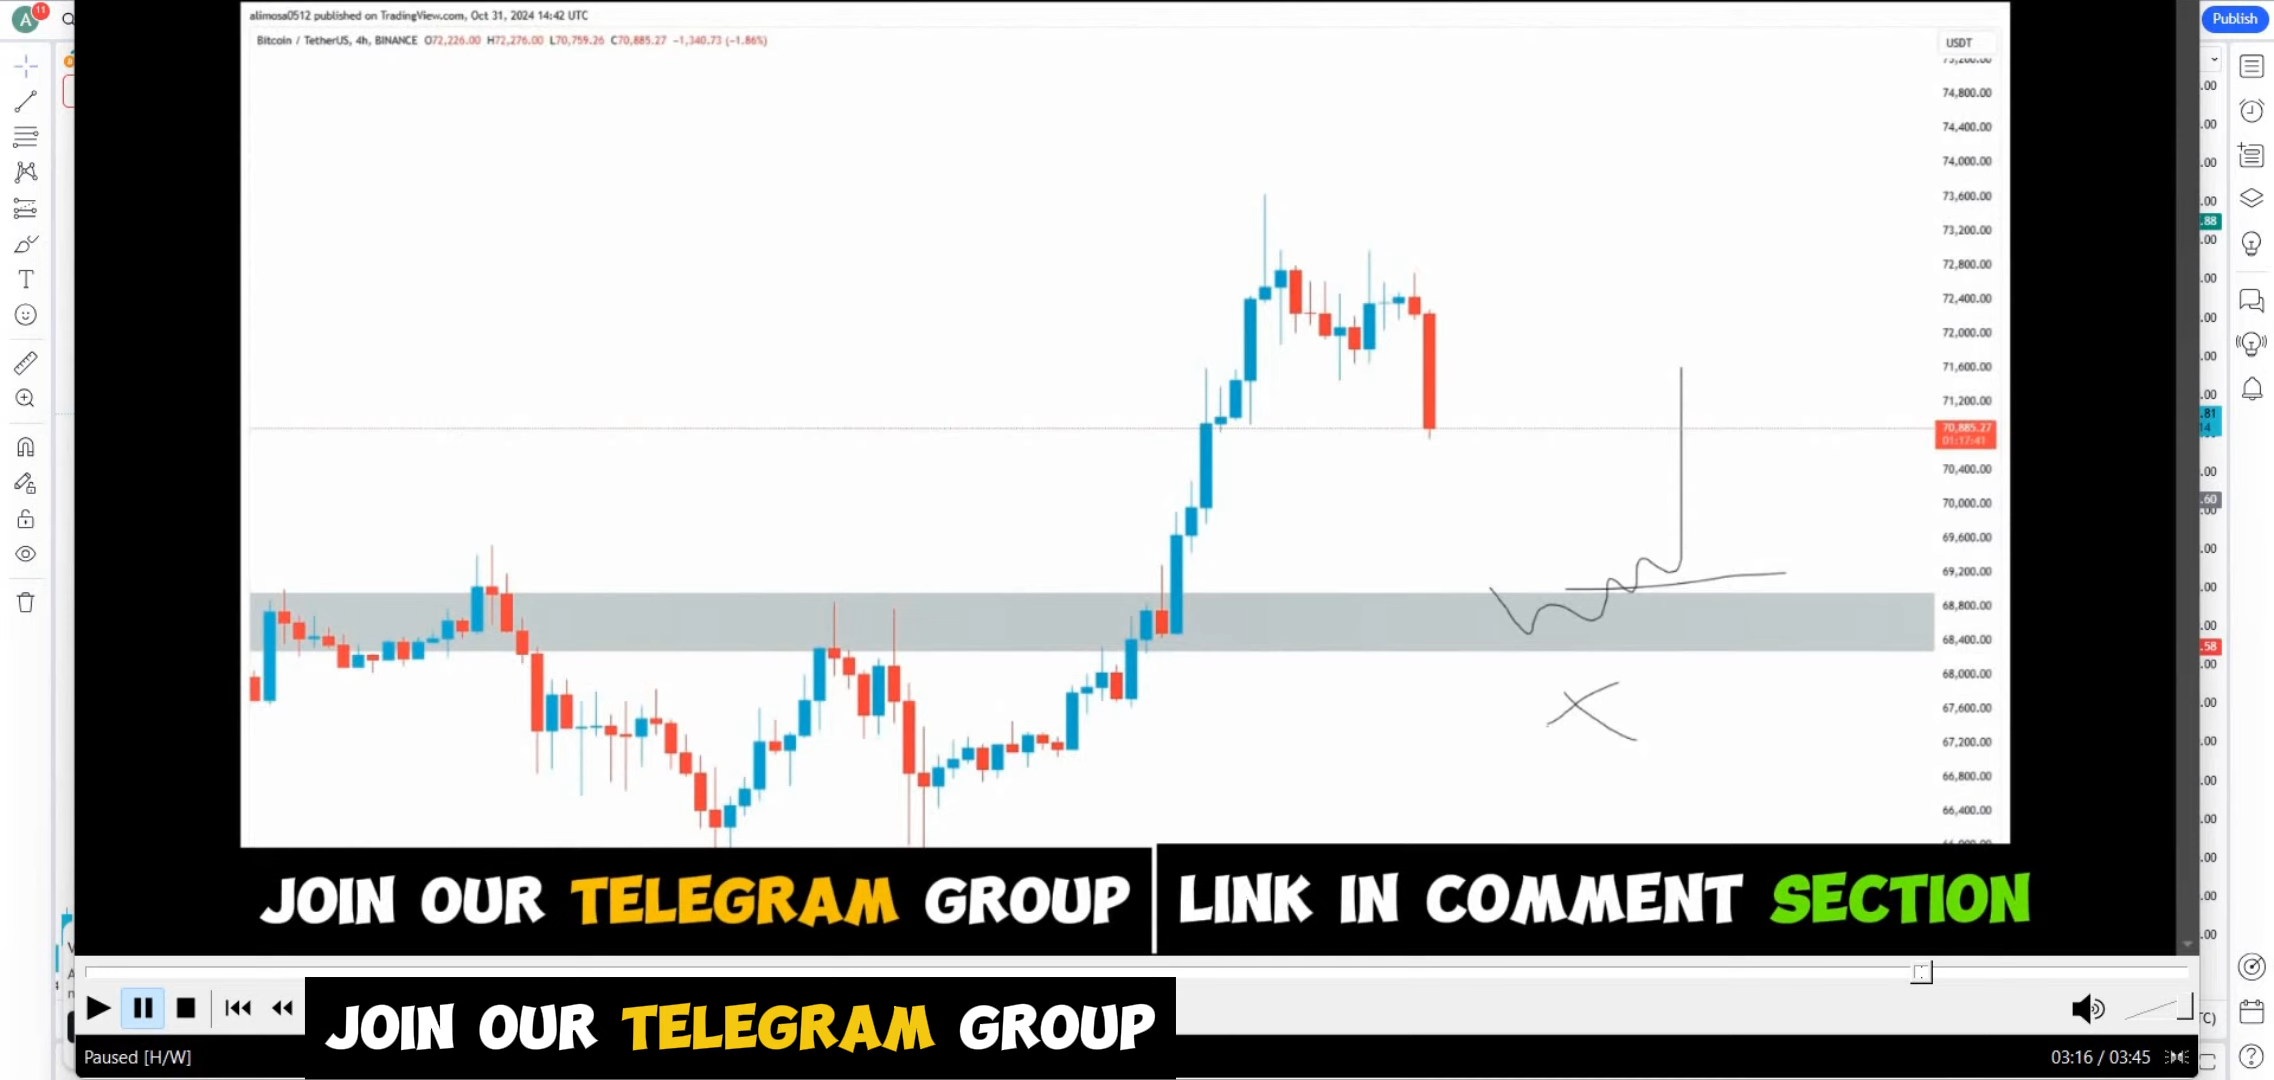 A
11
Publish
alimosa0512 published on TradingView.com, Oct 31, 2024 14:42 UTC
Bitcoin / TetherUS, 4h, BINANCE O72,226.00 H72,276.00 L70,759.26 C70,885.27 −1,340.73 (−1.86%)
USDT
74,800.00
74,400.00
74,000.00
73,600.00
73,200.00
72,800.00
72,400.00
72,000.00
71,600.00
71,200.00
70,885.27
01:17:41
70,400.00
70,000.00
69,600.00
69,200.00
68,800.00
68,400.00
68,000.00
67,600.00
67,200.00
66,800.00
66,400.00
JOIN OUR TELEGRAM GROUP
LINK IN COMMENT SECTION
JOIN OUR TELEGRAM GROUP
Paused [H/W]
03:16 / 03:45